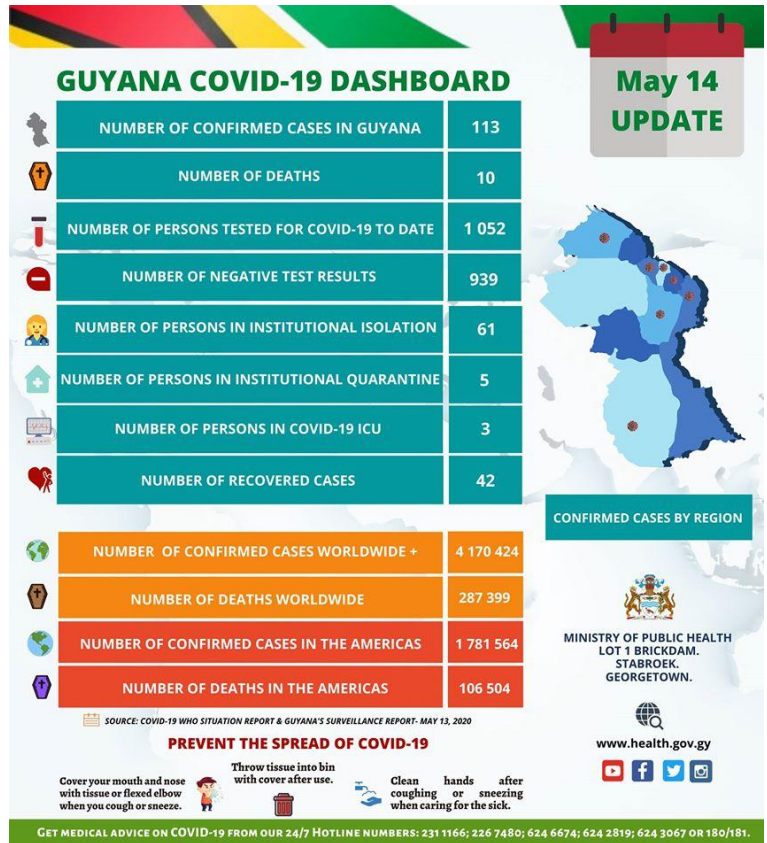 GUYANA COVID-19 DASHBOARD
May 14
UPDATE
NUMBER OF CONFIRMED CASES IN GUYANA 113
NUMBER OF DEATHS 10
NUMBER OF PERSONS TESTED FOR COVID-19 TO DATE 1 052
NUMBER OF NEGATIVE TEST RESULTS 939
NUMBER OF PERSONS IN INSTITUTIONAL ISOLATION 61
NUMBER OF PERSONS IN INSTITUTIONAL QUARANTINE 5
NUMBER OF PERSONS IN COVID-19 ICU 3
NUMBER OF RECOVERED CASES 42
CONFIRMED CASES BY REGION
NUMBER OF CONFIRMED CASES WORLDWIDE + 4 170 424
NUMBER OF DEATHS WORLDWIDE 287 399
NUMBER OF CONFIRMED CASES IN THE AMERICAS 1 781 564
NUMBER OF DEATHS IN THE AMERICAS 106 504
SOURCE: COVID-19 WHO SITUATION REPORT & GUYANA'S SURVEILLANCE REPORT- MAY 13, 2020
MINISTRY OF PUBLIC HEALTH
LOT 1 BRICKDAM.
STABROEK.
GEORGETOWN.
www.health.gov.gy
PREVENT THE SPREAD OF COVID-19
Cover your mouth and nose
with tissue or flexed elbow
when you cough or sneeze.
Throw tissue into bin
with cover after use.
Clean hands after
coughing or sneezing
when caring for the sick.
GET MEDICAL ADVICE ON COVID-19 FROM OUR 24/7 HOTLINE NUMBERS: 231 1166; 226 7480; 624 6674; 624 2819; 624 3067 OR 180/181.